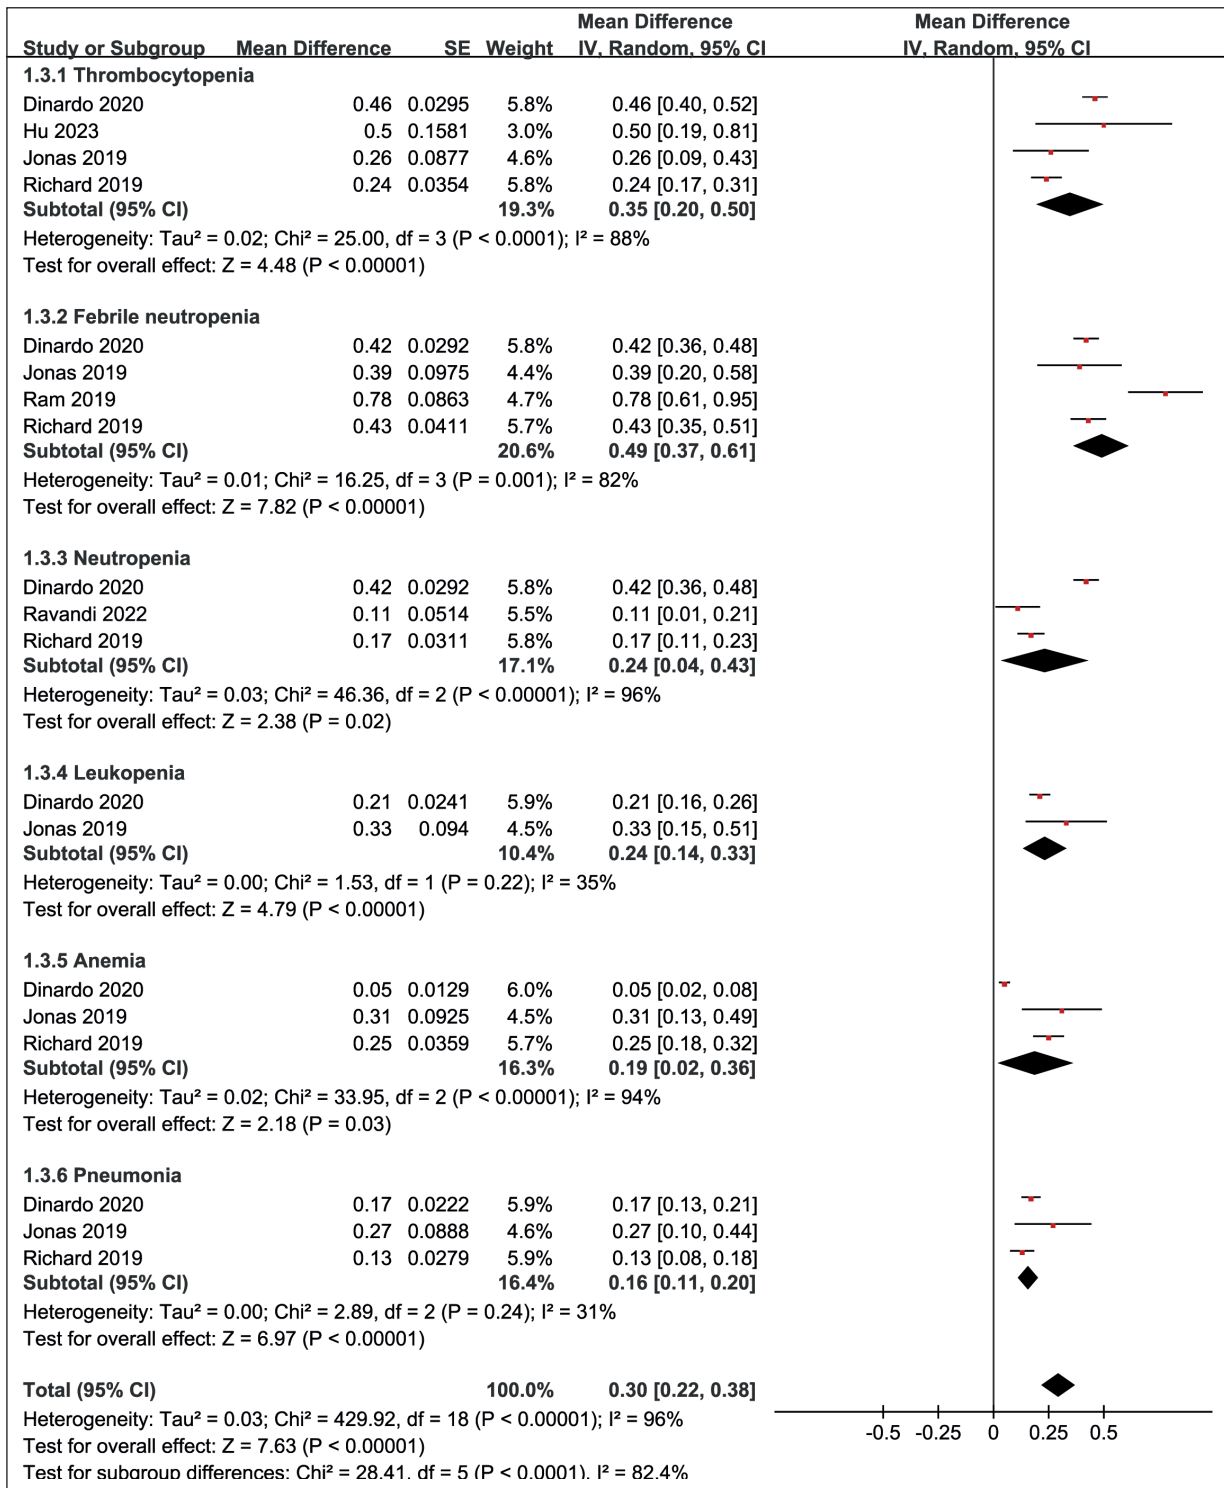 Mean Difference Mean Difference
Study or Subgroup Mean Difference SE Weight IV, Random, 95% CI IV, Random, 95% CI
1.3.1 Thrombocytopenia
Dinardo 2020 0.46 0.0295 5.8% 0.46 [0.40, 0.52]
Hu 2023 0.5 0.1581 3.0% 0.50 [0.19, 0.81]
Jonas 2019 0.26 0.0877 4.6% 0.26 [0.09, 0.43]
Richard 2019 0.24 0.0354 5.8% 0.24 [0.17, 0.31]
Subtotal (95% CI) 19.3% 0.35 [0.20, 0.50]
Heterogeneity: Tau² = 0.02; Chi² = 25.00, df = 3 (P < 0.0001); I² = 88%
Test for overall effect: Z = 4.48 (P < 0.00001)
1.3.2 Febrile neutropenia
Dinardo 2020 0.42 0.0292 5.8% 0.42 [0.36, 0.48]
Jonas 2019 0.39 0.0975 4.4% 0.39 [0.20, 0.58]
Ram 2019 0.78 0.0863 4.7% 0.78 [0.61, 0.95]
Richard 2019 0.43 0.0411 5.7% 0.43 [0.35, 0.51]
Subtotal (95% CI) 20.6% 0.49 [0.37, 0.61]
Heterogeneity: Tau² = 0.01; Chi² = 16.25, df = 3 (P = 0.001); I² = 82%
Test for overall effect: Z = 7.82 (P < 0.00001)
1.3.3 Neutropenia
Dinardo 2020 0.42 0.0292 5.8% 0.42 [0.36, 0.48]
Ravandi 2022 0.11 0.0514 5.5% 0.11 [0.01, 0.21]
Richard 2019 0.17 0.0311 5.8% 0.17 [0.11, 0.23]
Subtotal (95% CI) 17.1% 0.24 [0.04, 0.43]
Heterogeneity: Tau² = 0.03; Chi² = 46.36, df = 2 (P < 0.00001); I² = 96%
Test for overall effect: Z = 2.38 (P = 0.02)
1.3.4 Leukopenia
Dinardo 2020 0.21 0.0241 5.9% 0.21 [0.16, 0.26]
Jonas 2019 0.33 0.094 4.5% 0.33 [0.15, 0.51]
Subtotal (95% CI) 10.4% 0.24 [0.14, 0.33]
Heterogeneity: Tau² = 0.00; Chi² = 1.53, df = 1 (P = 0.22); I² = 35%
Test for overall effect: Z = 4.79 (P < 0.00001)
1.3.5 Anemia
Dinardo 2020 0.05 0.0129 6.0% 0.05 [0.02, 0.08]
Jonas 2019 0.31 0.0925 4.5% 0.31 [0.13, 0.49]
Richard 2019 0.25 0.0359 5.7% 0.25 [0.18, 0.32]
Subtotal (95% CI) 16.3% 0.19 [0.02, 0.36]
Heterogeneity: Tau² = 0.02; Chi² = 33.95, df = 2 (P < 0.00001); I² = 94%
Test for overall effect: Z = 2.18 (P = 0.03)
1.3.6 Pneumonia
Dinardo 2020 0.17 0.0222 5.9% 0.17 [0.13, 0.21]
Jonas 2019 0.27 0.0888 4.6% 0.27 [0.10, 0.44]
Richard 2019 0.13 0.0279 5.9% 0.13 [0.08, 0.18]
Subtotal (95% CI) 16.4% 0.16 [0.11, 0.20]
Heterogeneity: Tau² = 0.00; Chi² = 2.89, df = 2 (P = 0.24); I² = 31%
Test for overall effect: Z = 6.97 (P < 0.00001)
Total (95% CI) 100.0% 0.30 [0.22, 0.38]
Heterogeneity: Tau² = 0.03; Chi² = 429.92, df = 18 (P < 0.00001); I² = 96%
Test for overall effect: Z = 7.63 (P < 0.00001)
Test for subgroup differences: Chi² = 28.41, df = 5 (P < 0.0001), I² = 82.4%
-0.5 -0.25 0 0.25 0.5